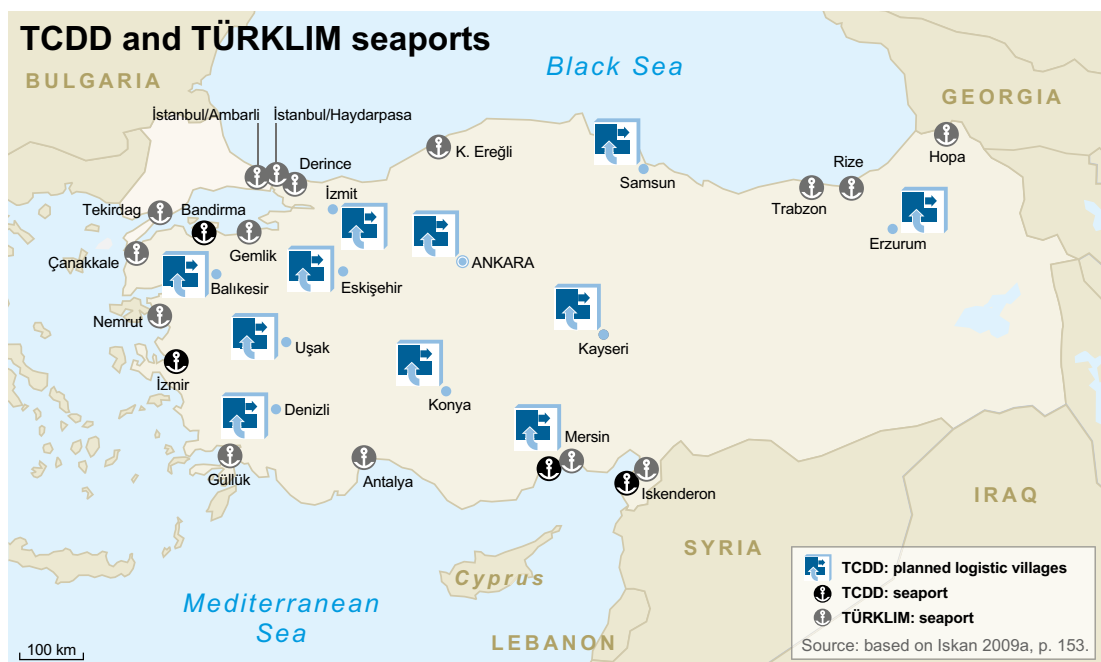 TCDD and TÜRKLIM seaports
BULGARIA
Black Sea
GEORGIA
İstanbul/Ambarli
İstanbul/Haydarpasa
Derince
K. Ereğli
Samsun
Rize
Hopa
Trabzon
Erzurum
İzmit
Tekirdag
Bandirma
Gemlik
Çanakkale
ANKARA
Balıkesir
Eskişehir
Nemrut
Uşak
Kayseri
İzmir
Denizli
Konya
Mersin
Güllük
Antalya
Iskenderon
IRAQ
SYRIA
Cyprus
Mediterranean
Sea
LEBANON
TCDD: planned logistic villages
TCDD: seaport
TÜRKLIM: seaport
Source: based on Iskan 2009a, p. 153.
100 km